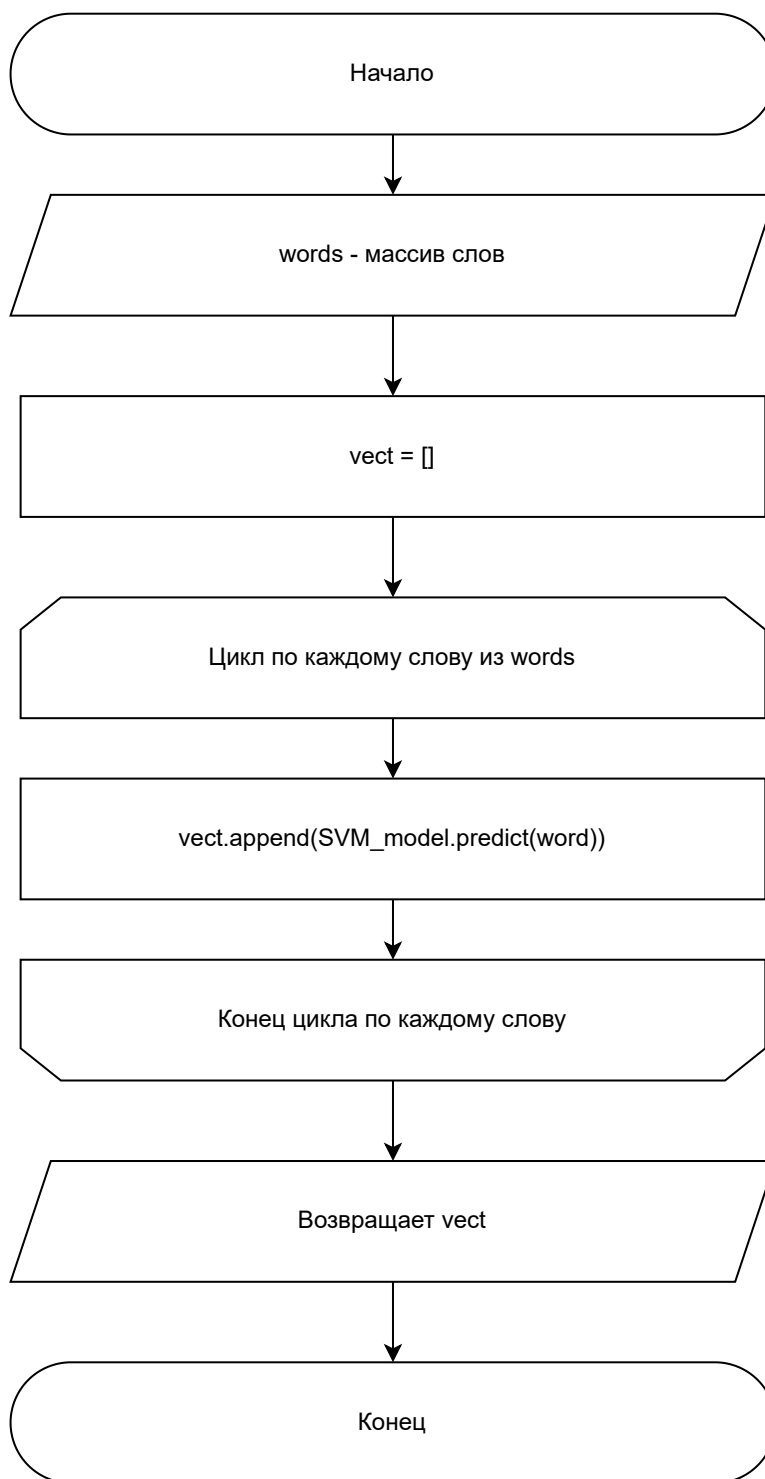 Начало
words - массив слов
vect = []
Цикл по каждому слову из words
vect.append(SVM_model.predict(word))
Конец цикла по каждому слову
Возвращает vect
Конец